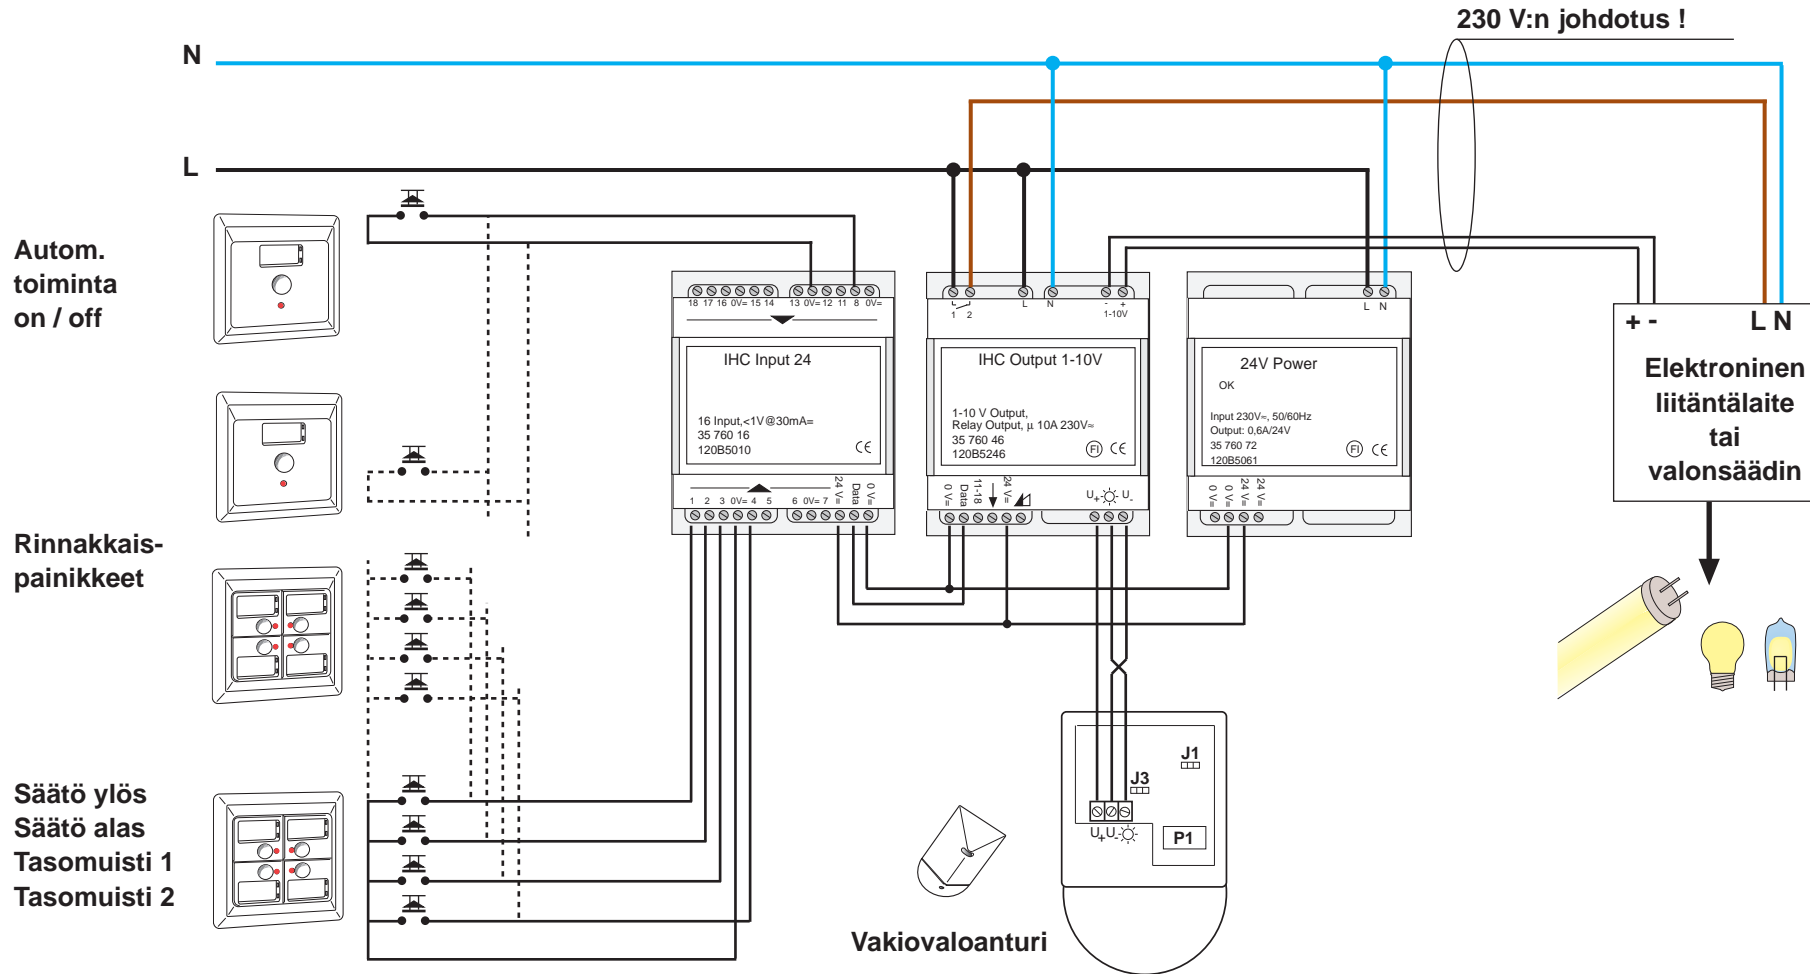 230 V:n johdotus !
N
L
Autom.
toiminta
on / off
Rinnakkais-
painikkeet
Säätö ylös
Säätö alas
Tasomuisti 1
Tasomuisti 2
18 17 16 0V= 15 14 13 0V= 12 11 8 0V=
IHC Input 24
16 Input,<1V@30mA=
35 760 16
120B5010
CE
1 2 3 0V= 4 5 6 0V= 7 24 V= Data 0 V=
1 2 L N - +
1-10V
IHC Output 1-10V
1-10 V Output,
Relay Output, µ 10A 230V≂
35 760 46
120B5246
FI CE
0 V= Data 11-18 24 V= U+ U-
L N
24V Power
OK
Input 230V≂, 50/60Hz
Output: 0,6A/24V
35 760 72
120B5061
FI CE
0 V= 0 V= 24 V= 24 V=
+ - L N
Elektroninen
liitäntälaite
tai
valonsäädin
J1
J3
U+ U-
P1
Vakiovaloanturi